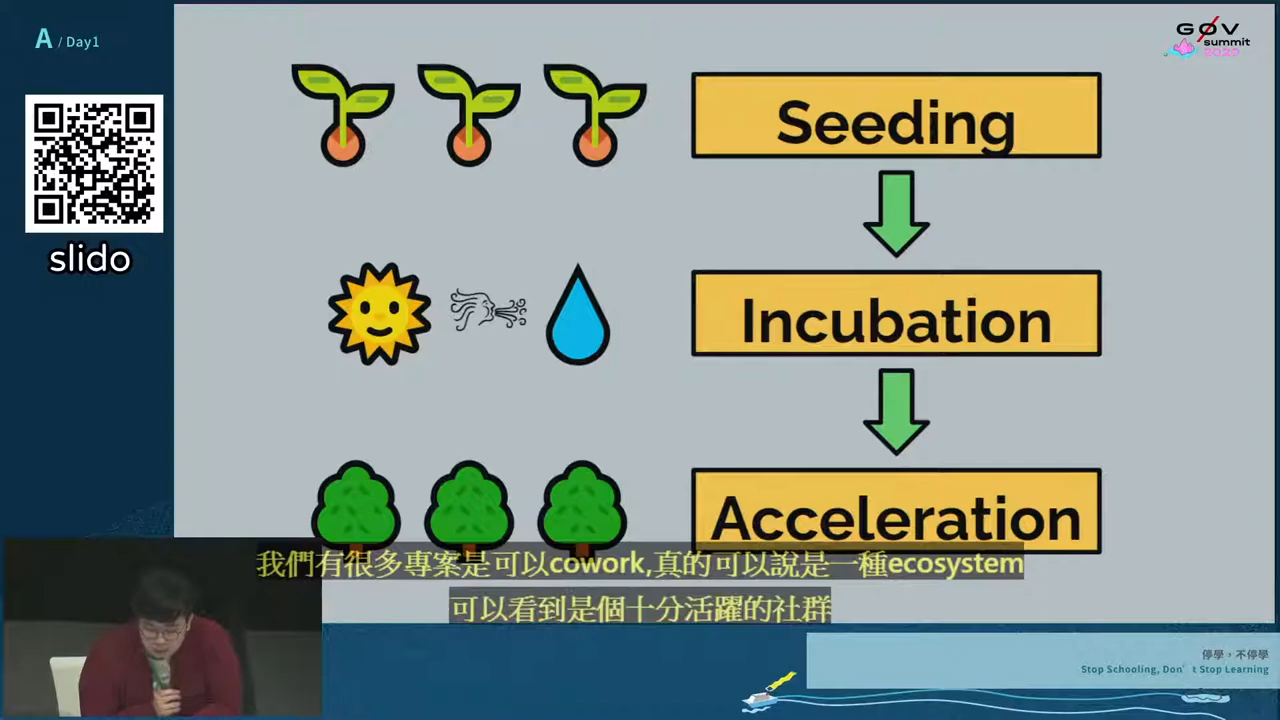 A / Day1
GØV
summit
2020
slido
Seeding
Incubation
Acceleration
我們有很多專案是可以cowork,真的可以說是一種ecosystem
可以看到是個十分活躍的社群
停學，不停學
Stop Schooling, Don't Stop Learning